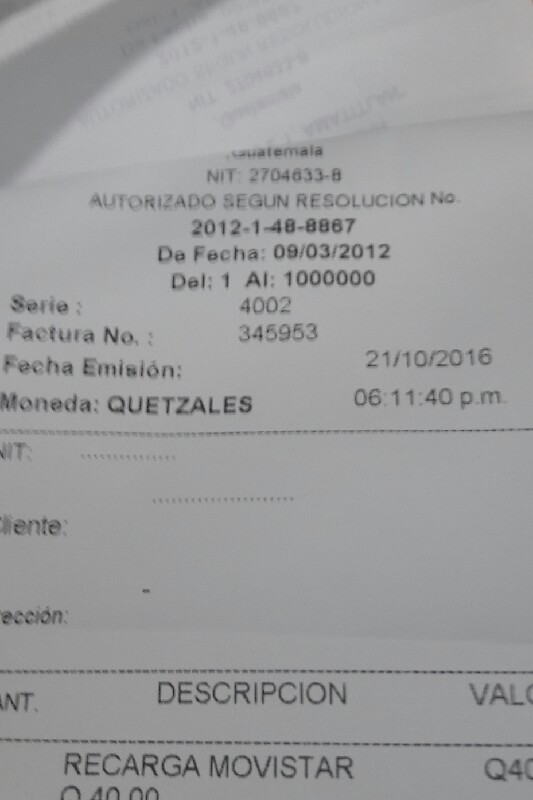 Guatemala
NIT: 2704633-8
AUTORIZADO SEGUN RESOLUCION No.
2012-1-48-8867
De Fecha: 09/03/2012
Del: 1 Al: 1000000
Serie : 4002
Factura No. : 345953
Fecha Emisión: 21/10/2016
Moneda: QUETZALES 06:11:40 p.m.
NIT: ...............
......................
Cliente:
-
rección:
ANT. DESCRIPCION VALO
RECARGA MOVISTAR Q40
Q 40.00